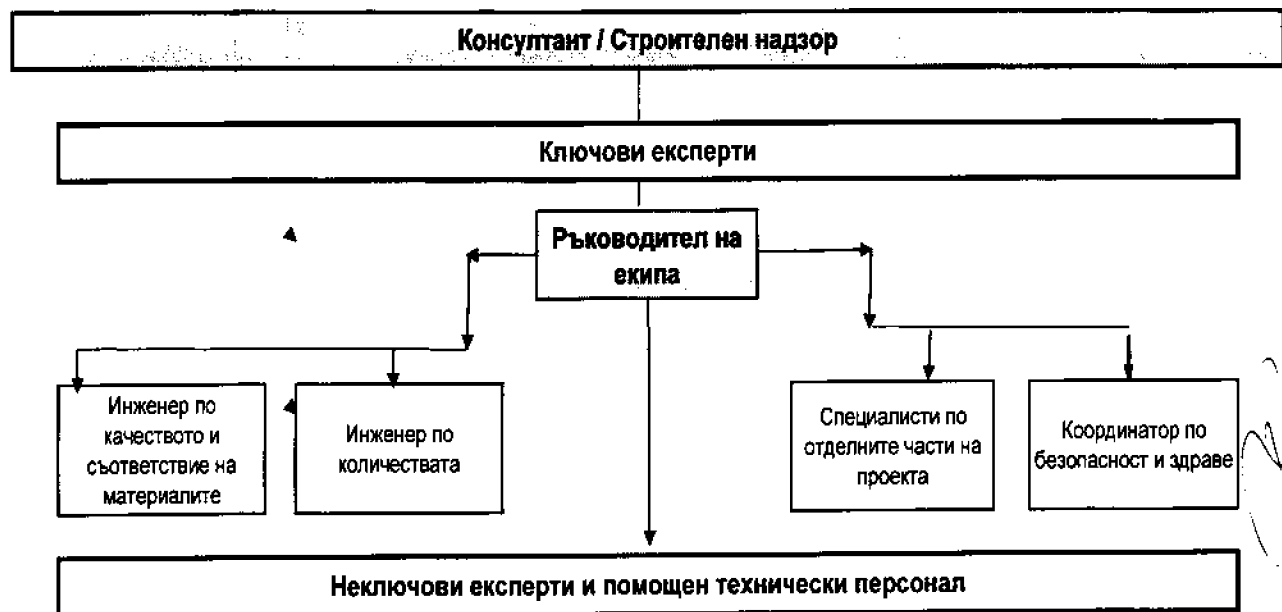 Консултант / Строителен надзор
Ключови експерти
Ръководител на
екипа
Инженер по
качеството и
съответствие на
материалите
Инженер по
количествата
Специалисти по
отделните части на
проекта
Координатор по
безопасност и здраве
Неключови експерти и помощен технически персонал